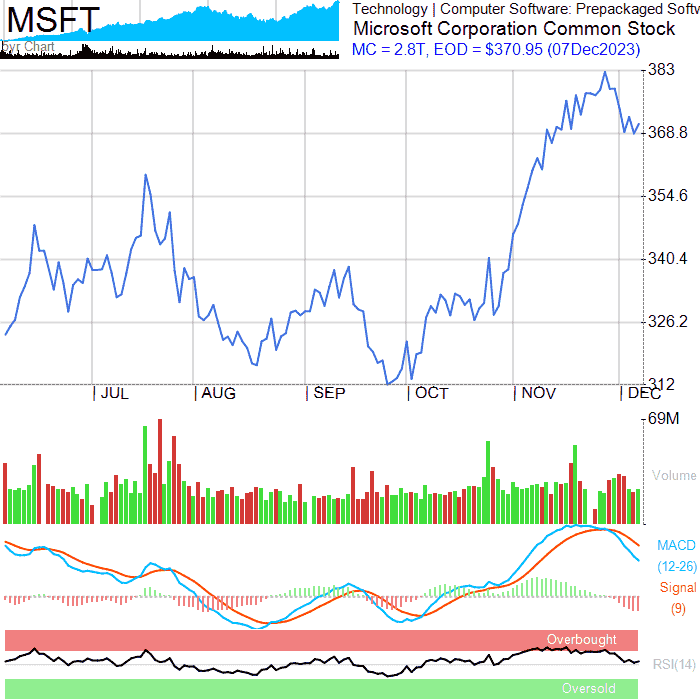 MSFT
byr Chart
Technology | Computer Software: Prepackaged Softw
Microsoft Corporation Common Stock
MC = 2.8T, EOD = $370.95 (07Dec2023)
383
368.8
354.6
340.4
326.2
312
JUL AUG SEP OCT NOV DEC
69M
Volume
MACD
(12-26)
Signal
(9)
Overbought
RSI(14)
Oversold